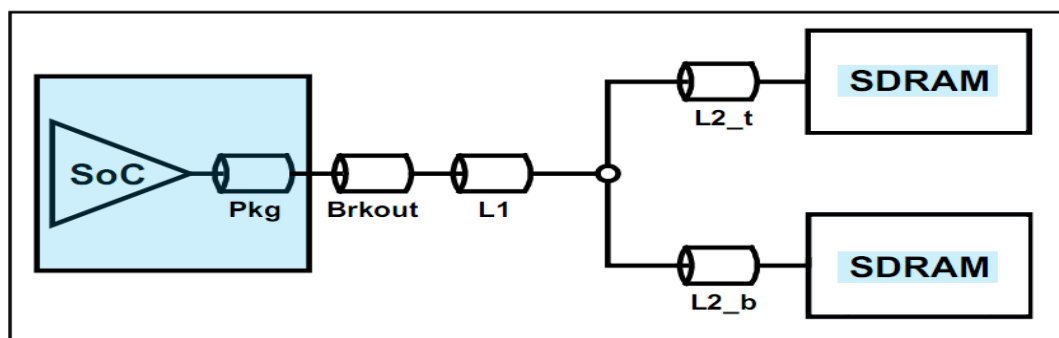 SoC
Pkg
Brkout
L1
L2_t
SDRAM
L2_b
SDRAM